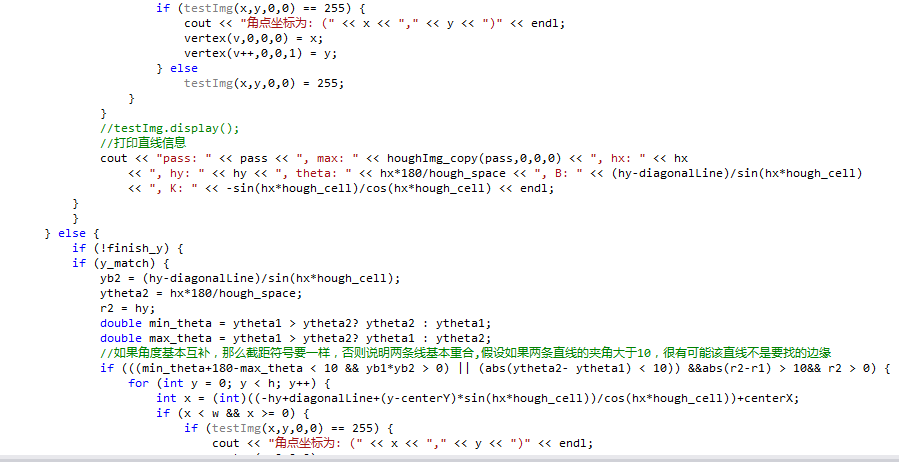 if (testImg(x,y,0,0) == 255) {
cout << "角点坐标为: (" << x << "," << y << ")" << endl;
vertex(v,0,0,0) = x;
vertex(v++,0,0,1) = y;
} else
testImg(x,y,0,0) = 255;
}
}
//testImg.display();
//打印直线信息
cout << "pass: " << pass << ", max: " << houghImg_copy(pass,0,0,0) << ", hx: " << hx
<< ", hy: " << hy << ", theta: " << hx*180/hough_space << ", B: " << (hy-diagonalLine)/sin(hx*hough_cell)
<< ", K: " << -sin(hx*hough_cell)/cos(hx*hough_cell) << endl;
}
}
} else {
if (!finish_y) {
if (y_match) {
yb2 = (hy-diagonalLine)/sin(hx*hough_cell);
ytheta2 = hx*180/hough_space;
r2 = hy;
double min_theta = ytheta1 > ytheta2? ytheta2 : ytheta1;
double max_theta = ytheta1 > ytheta2? ytheta1 : ytheta2;
//如果角度基本互补，那么截距符号要一样，否则说明两条线基本重合,假设如果两条直线的夹角大于10，很有可能该直线不是要找的边缘
if (((min_theta+180-max_theta < 10 && yb1*yb2 > 0) || (abs(ytheta2- ytheta1) < 10)) &&abs(r2-r1) > 10&& r2 > 0) {
for (int y = 0; y < h; y++) {
int x = (int)((-hy+diagonalLine+(y-centerY)*sin(hx*hough_cell))/cos(hx*hough_cell))+centerX;
if (x < w && x >= 0) {
if (testImg(x,y,0,0) == 255) {
cout << "角点坐标为: (" << x << "," << y << ")" << endl;